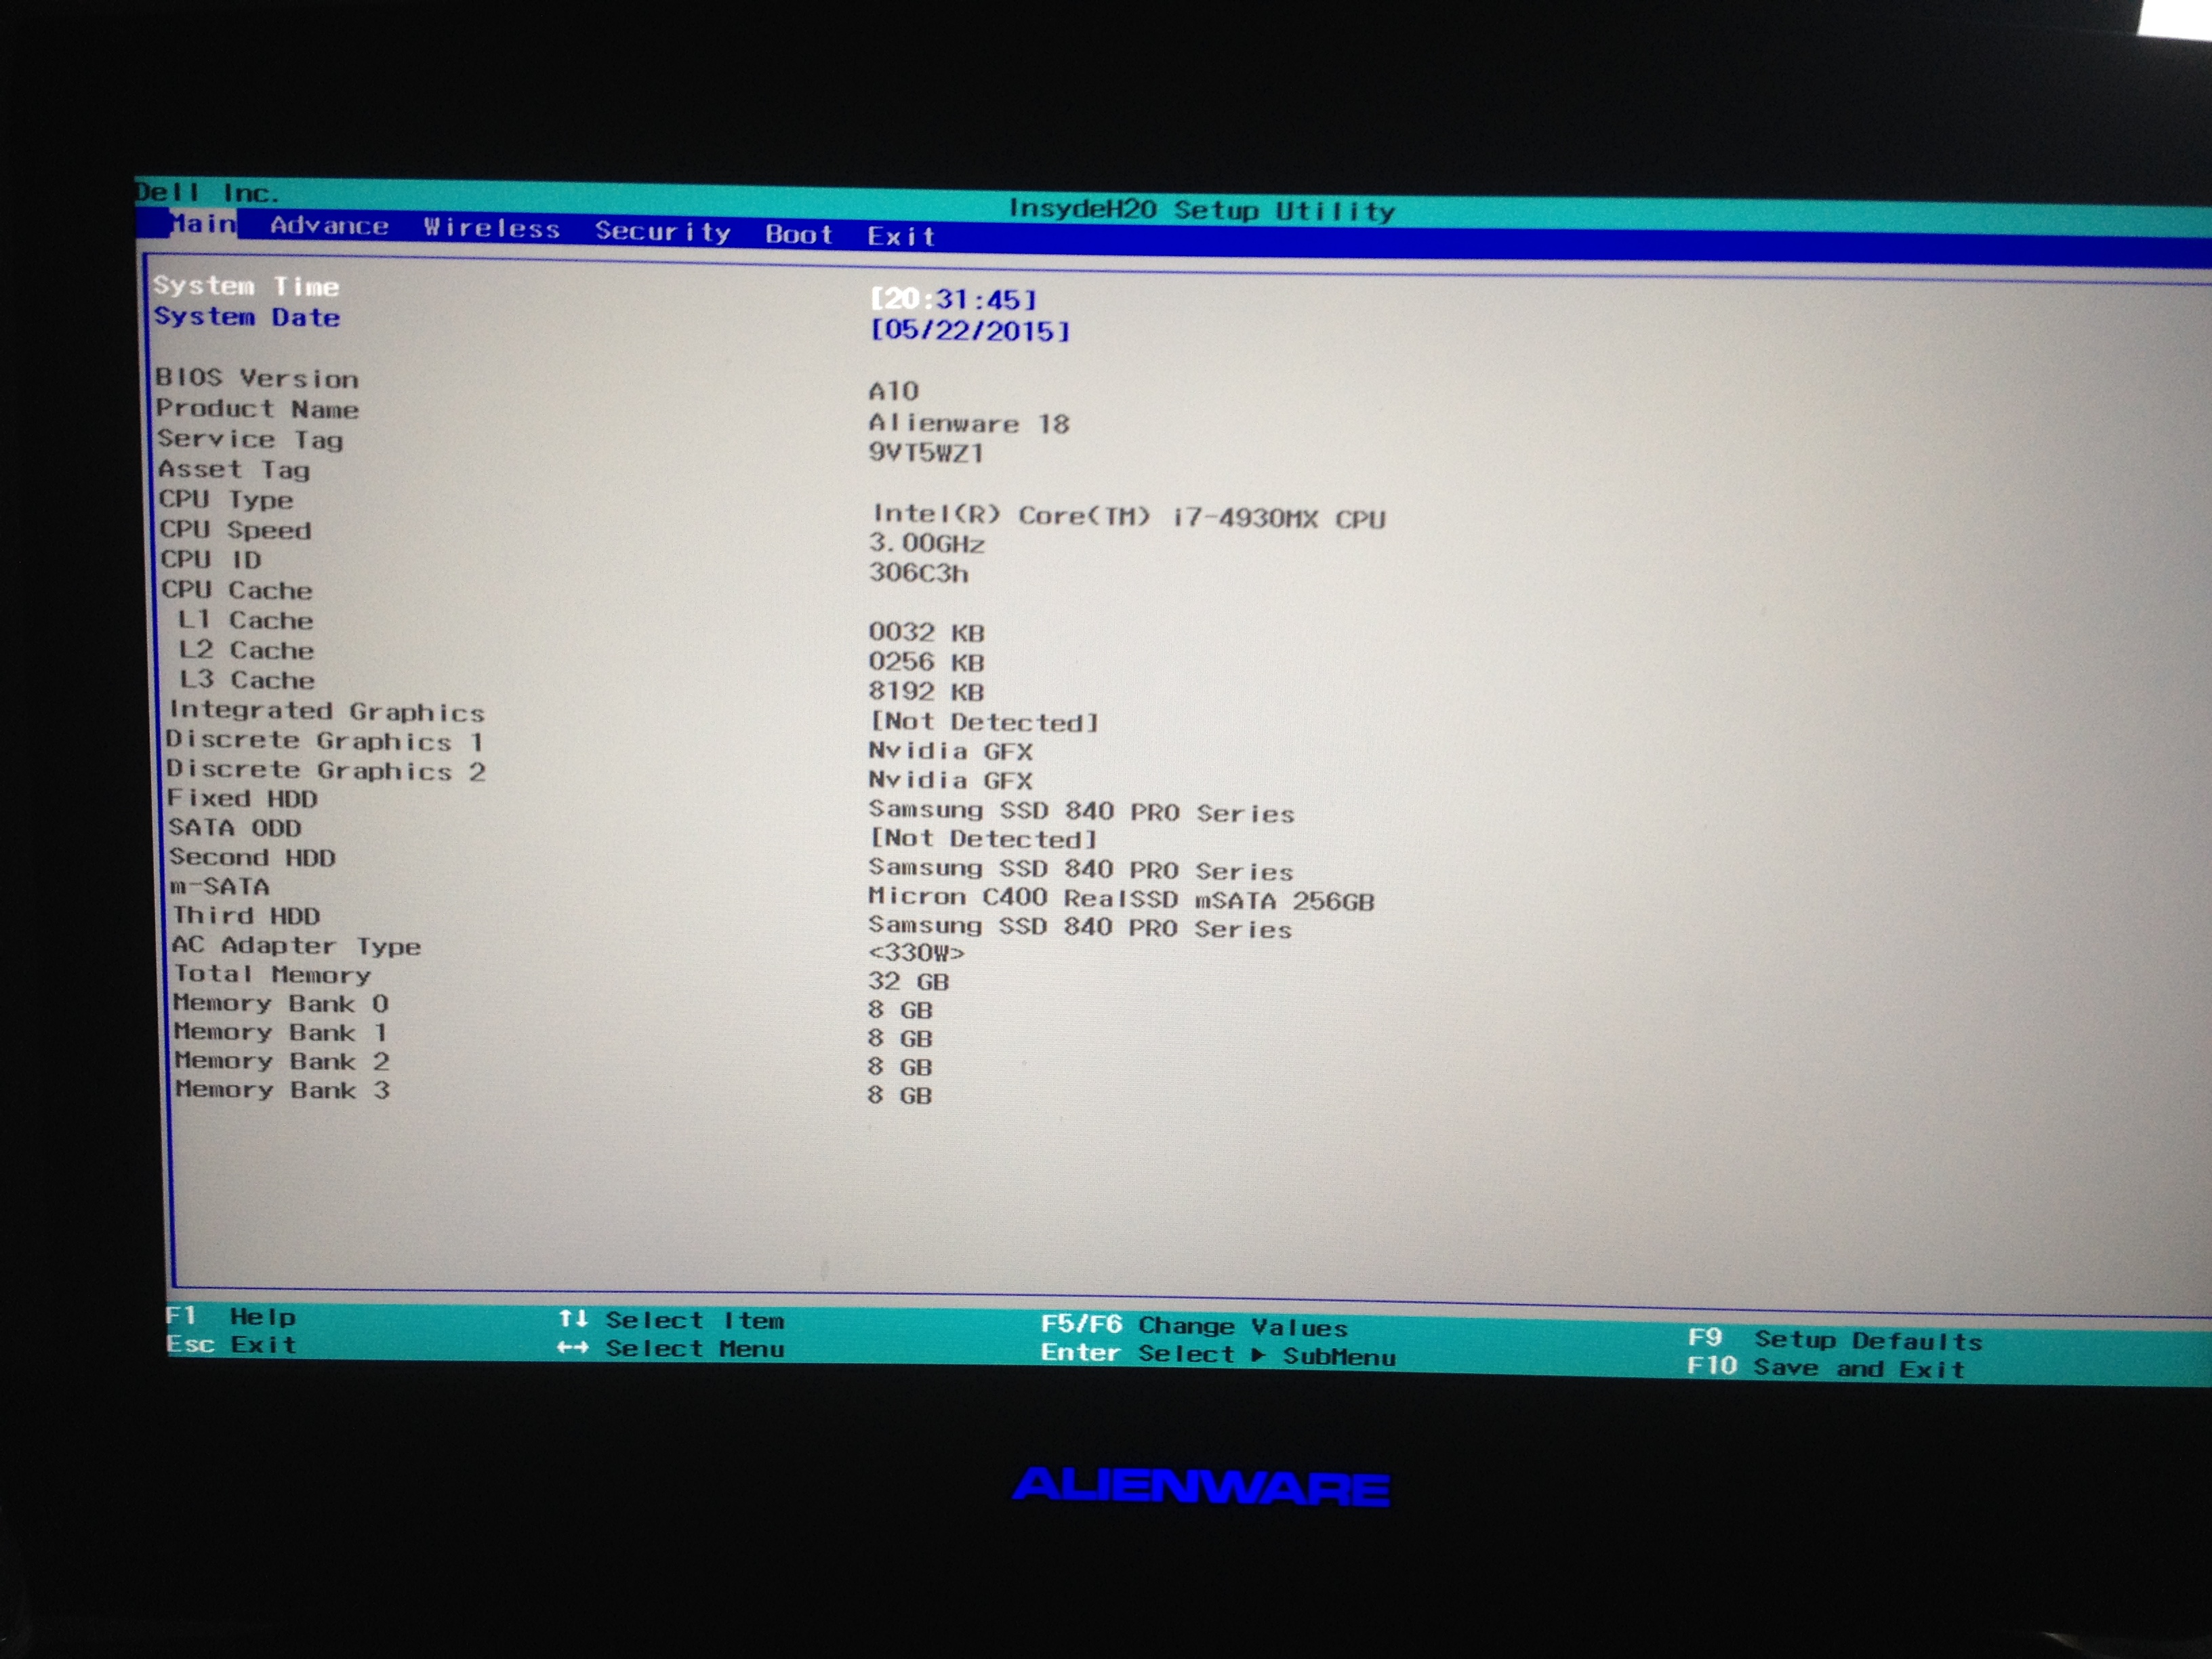 Dell Inc.
InsydeH20 Setup Utility
Main Advance Wireless Security Boot Exit
System Time [20:31:45]
System Date [05/22/2015]
BIOS Version A10
Product Name Alienware 18
Service Tag 9VT5WZ1
Asset Tag
CPU Type Intel(R) Core(TM) i7-4930MX CPU
CPU Speed 3.00GHz
CPU ID 306C3h
CPU Cache
L1 Cache 0032 KB
L2 Cache 0256 KB
L3 Cache 8192 KB
Integrated Graphics [Not Detected]
Discrete Graphics 1 Nvidia GFX
Discrete Graphics 2 Nvidia GFX
Fixed HDD Samsung SSD 840 PRO Series
SATA ODD [Not Detected]
Second HDD Samsung SSD 840 PRO Series
m-SATA Micron C400 RealSSD mSATA 256GB
Third HDD Samsung SSD 840 PRO Series
AC Adapter Type <330W>
Total Memory 32 GB
Memory Bank 0 8 GB
Memory Bank 1 8 GB
Memory Bank 2 8 GB
Memory Bank 3 8 GB
F1 Help ↑↓ Select Item F5/F6 Change Values F9 Setup Defaults
Esc Exit ←→ Select Menu Enter Select ▶ SubMenu F10 Save and Exit
ALIENWARE